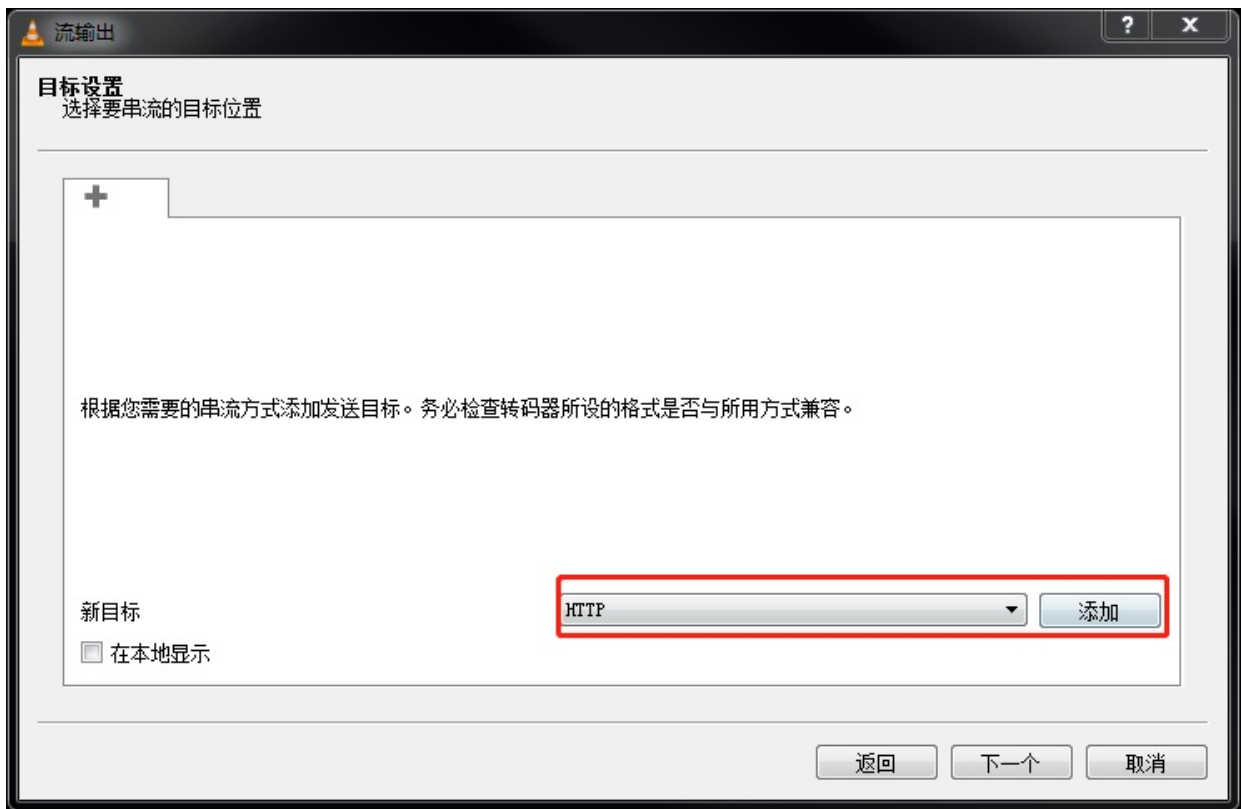 流输出
目标设置
选择要串流的目标位置
根据您需要的串流方式添加发送目标。务必检查转码器所设的格式是否与所用方式兼容。
新目标 HTTP 添加
在本地显示
返回 下一个 取消